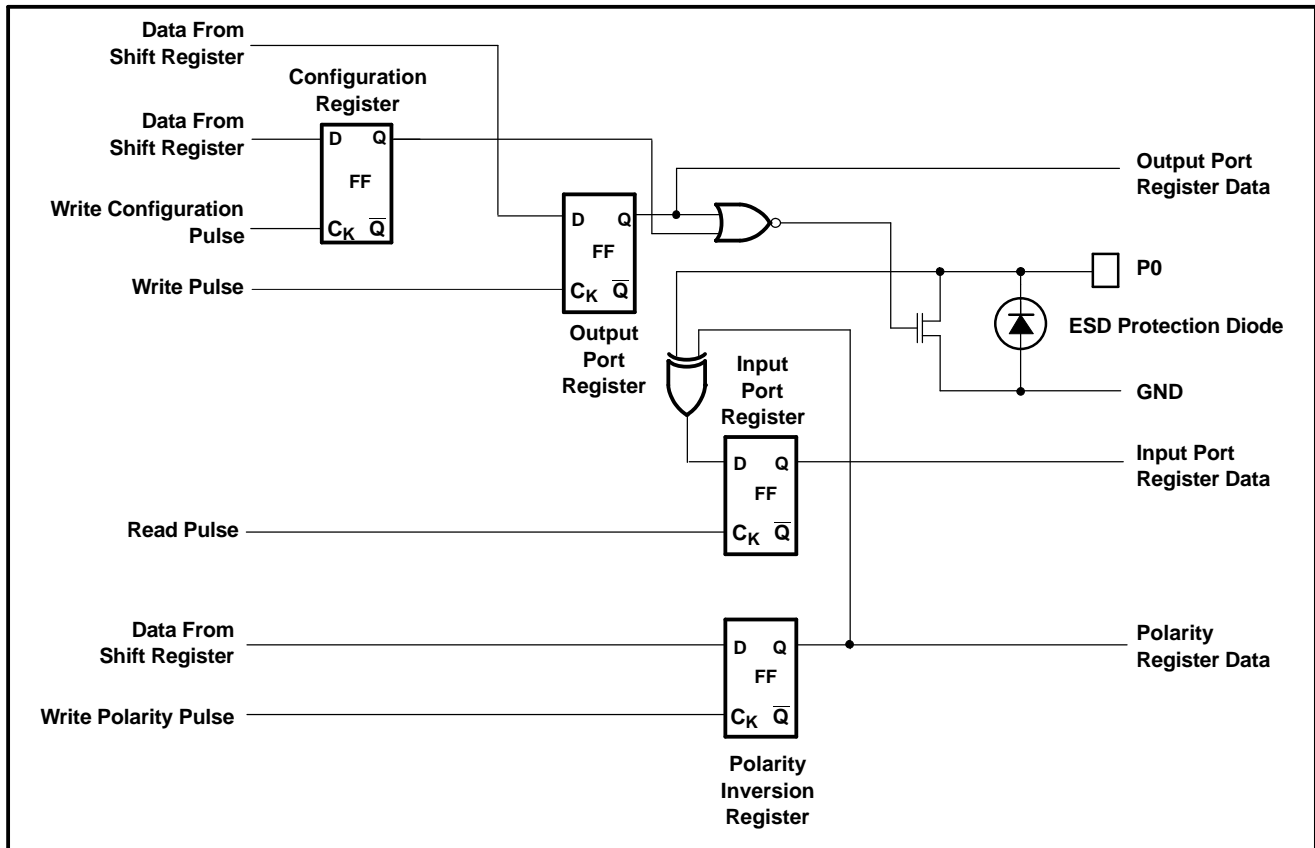 Data From
Shift Register
Configuration
Register
Data From
Shift Register
D Q
FF
CK Q̅
Write Configuration
Pulse
Output Port
Register Data
D Q
FF
CK Q̅
Write Pulse
P0
ESD Protection Diode
Output
Port
Register
Input
Port
Register
GND
D Q
FF
CK Q̅
Input Port
Register Data
Read Pulse
Data From
Shift Register
D Q
FF
CK Q̅
Polarity
Register Data
Write Polarity Pulse
Polarity
Inversion
Register